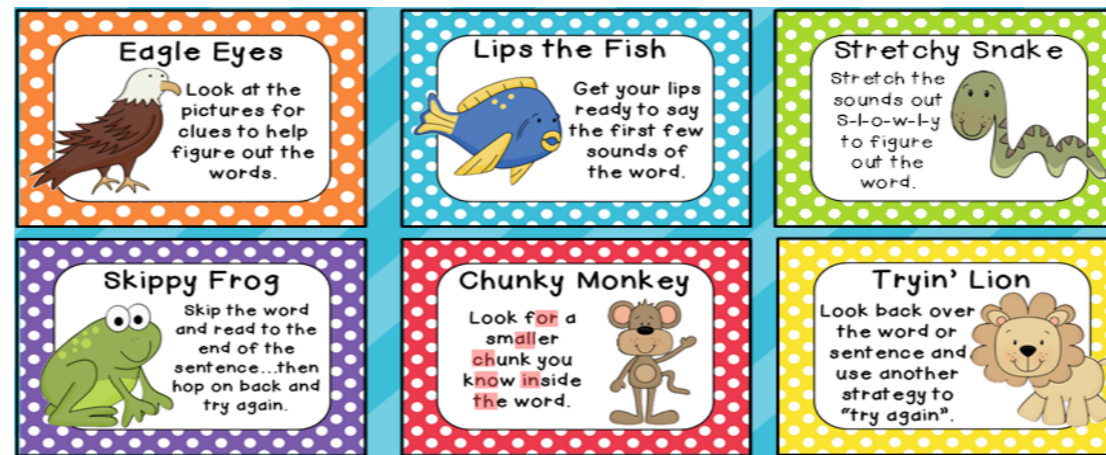 Eagle Eyes
Look at the
pictures for
clues to help
figure out the
words.
Lips the Fish
Get your lips
ready to say
the first few
sounds of
the word.
Stretchy Snake
Stretch the
sounds out
S-l-o-w-l-y
to figure
out the
word.
Skippy Frog
Skip the word
and read to the
end of the
sentence...then
hop on back and
try again.
Chunky Monkey
Look for a
smaller
chunk you
know inside
the word.
Tryin' Lion
Look back over
the word or
sentence and
use another
strategy to
"try again".